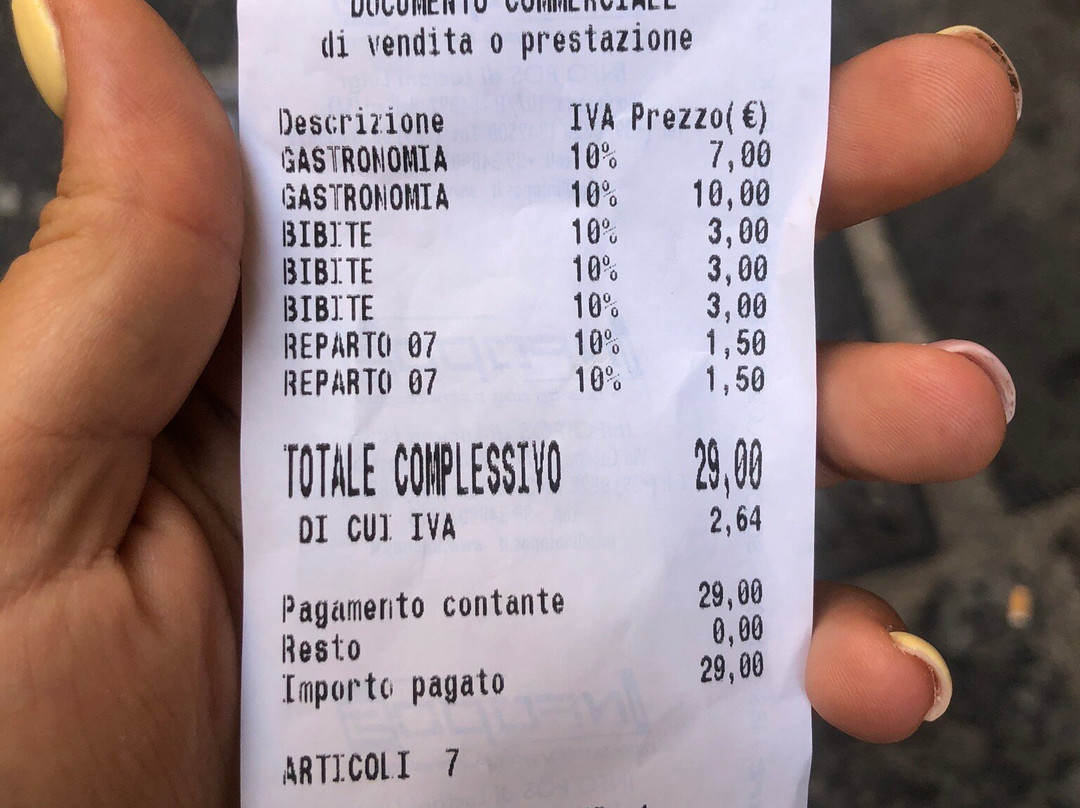 DOCUMENTO COMMERCIALE
di vendita o prestazione
Descrizione IVA Prezzo(€)
GASTRONOMIA 10% 7,00
GASTRONOMIA 10% 10,00
BIBITE 10% 3,00
BIBITE 10% 3,00
BIBITE 10% 3,00
REPARTO 07 10% 1,50
REPARTO 07 10% 1,50
TOTALE COMPLESSIVO 29,00
DI CUI IVA 2,64
Pagamento contante 29,00
Resto 0,00
Importo pagato 29,00
ARTICOLI 7